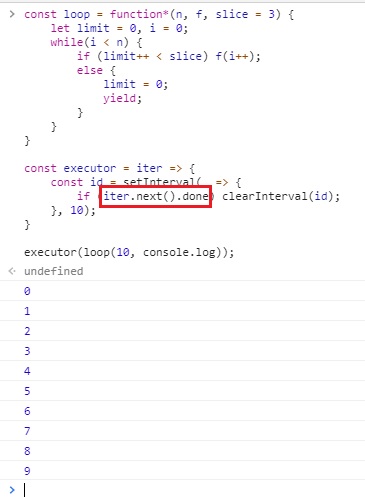 > const loop = function*(n, f, slice = 3) {
let limit = 0, i = 0;
while(i < n) {
if (limit++ < slice) f(i++);
else {
limit = 0;
yield;
}
}
}
const executor = iter => {
const id = setInterval(_ => {
if (iter.next().done) clearInterval(id);
}, 10);
}
executor(loop(10, console.log));
undefined
0
1
2
3
4
5
6
7
8
9
>